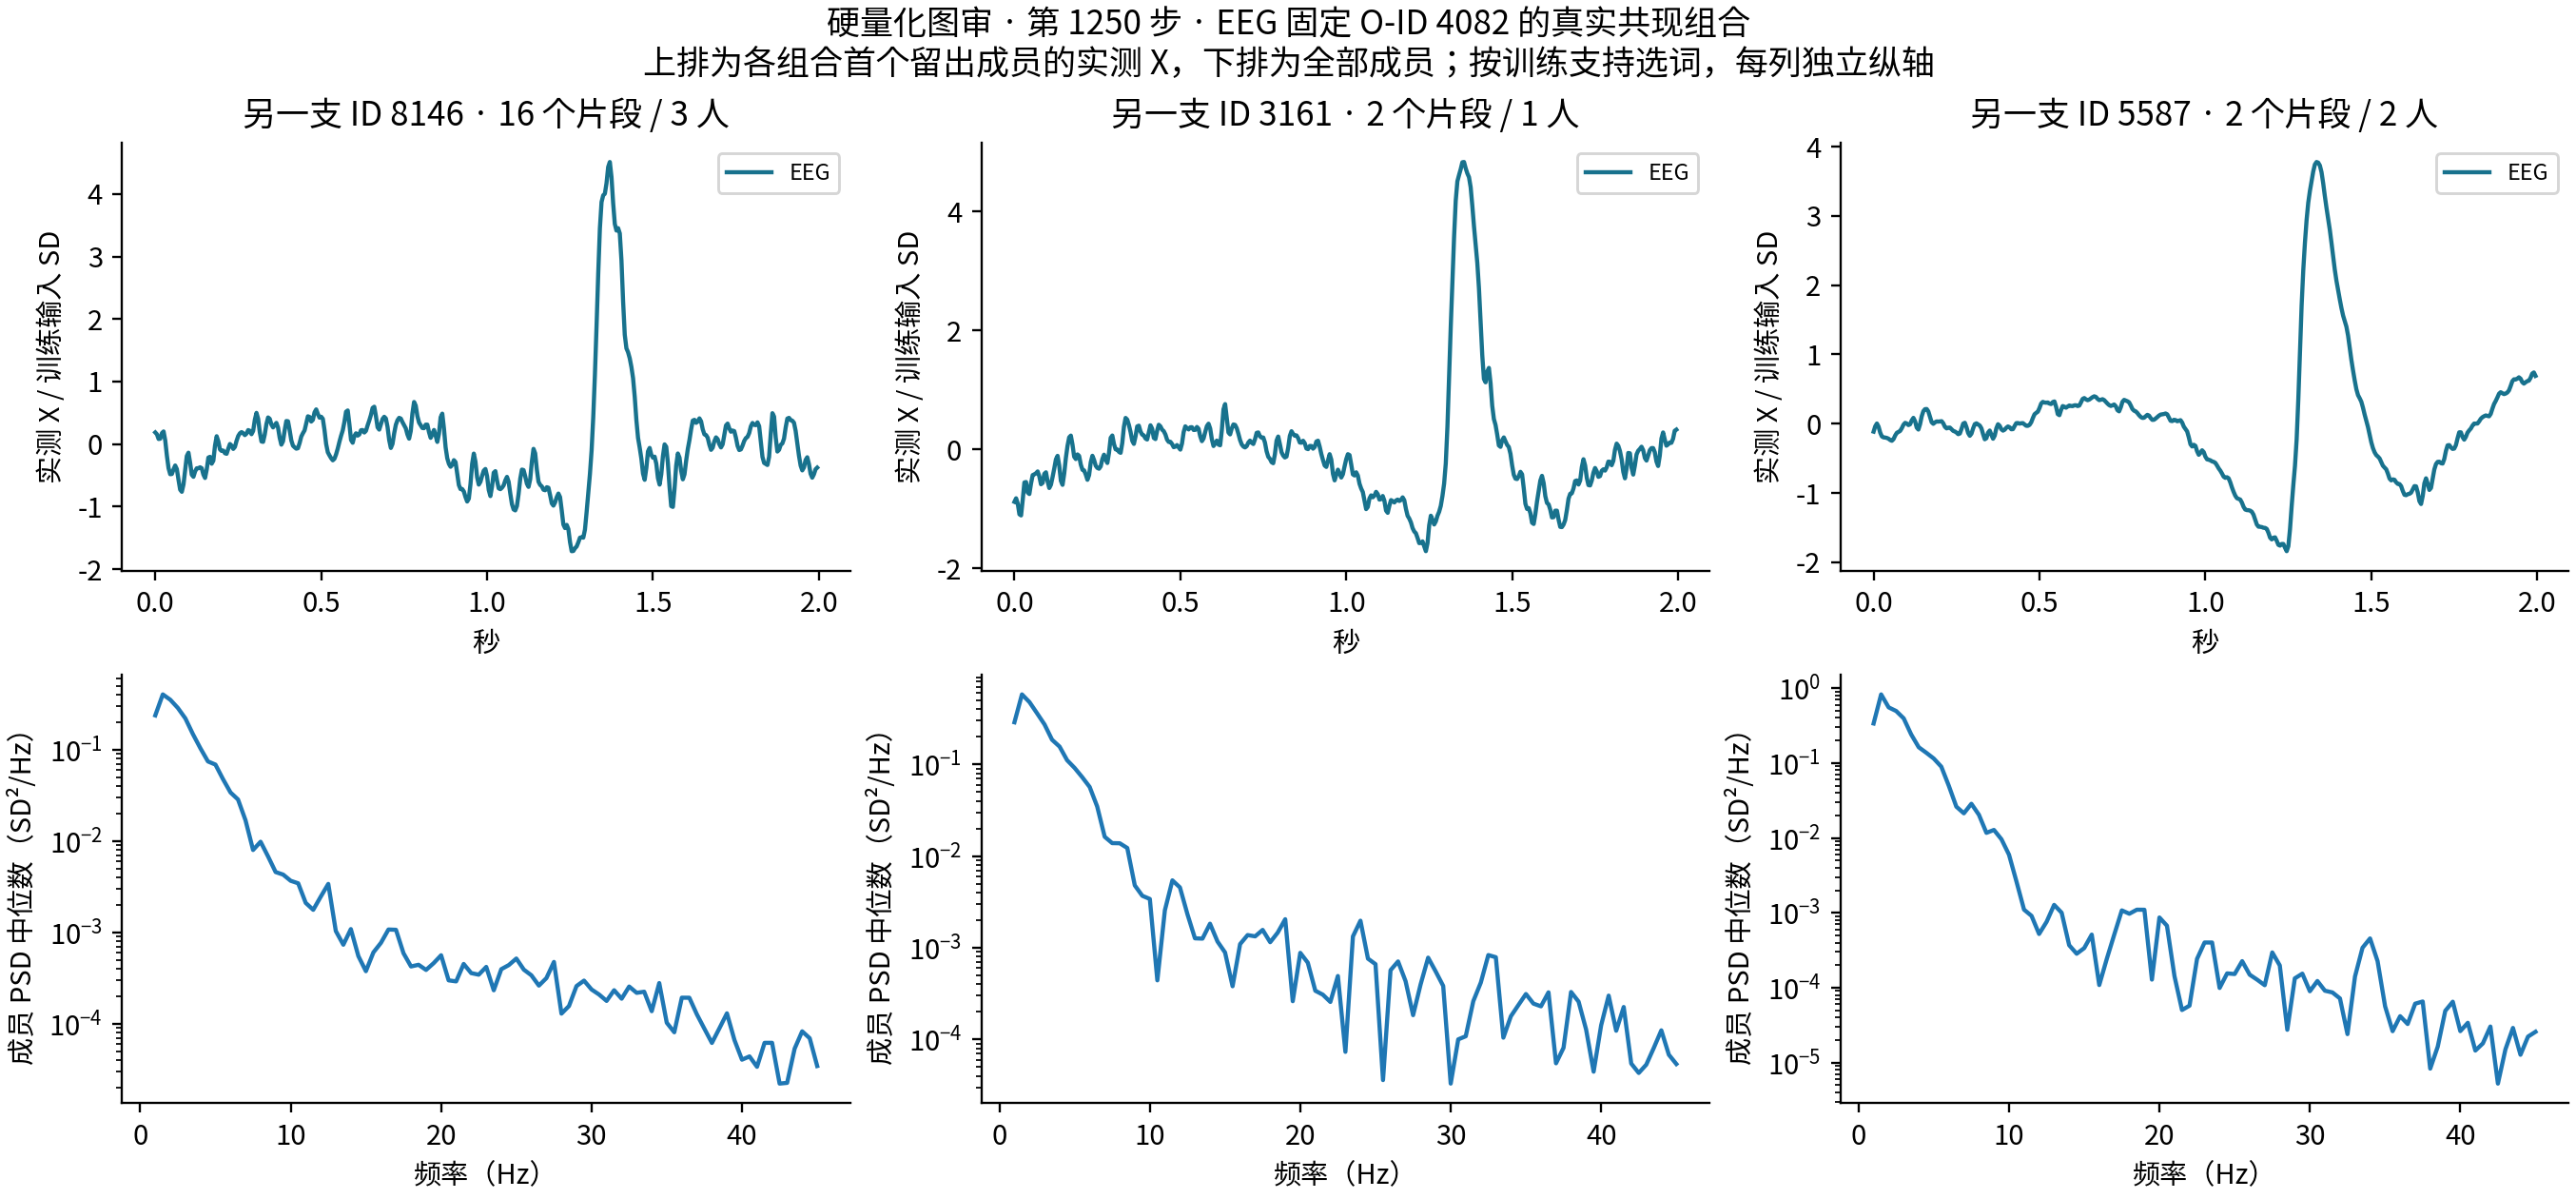 硬量化图审 · 第 1250 步 · EEG 固定 O-ID 4082 的真实共现组合
上排为各组合首个留出成员的实测 X，下排为全部成员；按训练支持选词，每列独立纵轴
另一支 ID 8146 · 16 个片段 / 3 人
EEG
实测 X / 训练输入 SD
4
3
2
1
0
-1
-2
0.0 0.5 1.0 1.5 2.0
秒
另一支 ID 3161 · 2 个片段 / 1 人
EEG
实测 X / 训练输入 SD
4
2
0
-2
0.0 0.5 1.0 1.5 2.0
秒
另一支 ID 5587 · 2 个片段 / 2 人
EEG
实测 X / 训练输入 SD
4
3
2
1
0
-1
-2
0.0 0.5 1.0 1.5 2.0
秒
成员 PSD 中位数（SD²/Hz）
10⁻¹
10⁻²
10⁻³
10⁻⁴
0 10 20 30 40
频率（Hz）
成员 PSD 中位数（SD²/Hz）
10⁻¹
10⁻²
10⁻³
10⁻⁴
0 10 20 30 40
频率（Hz）
成员 PSD 中位数（SD²/Hz）
10⁰
10⁻¹
10⁻²
10⁻³
10⁻⁴
10⁻⁵
0 10 20 30 40
频率（Hz）